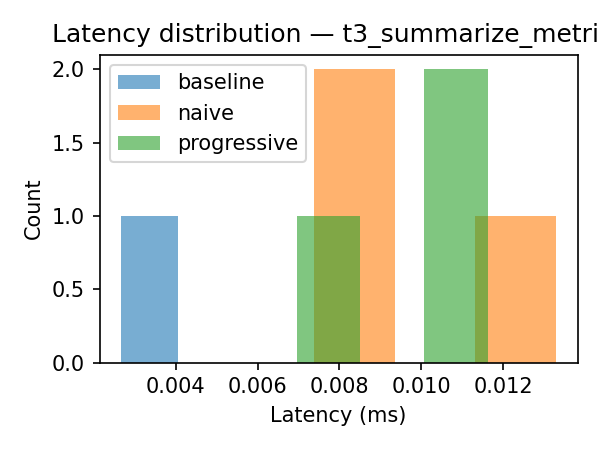 Latency distribution — t3_summarize_metri
baseline
naive
progressive
2.0
1.5
1.0
0.5
0.0
Count
0.004 0.006 0.008 0.010 0.012
Latency (ms)